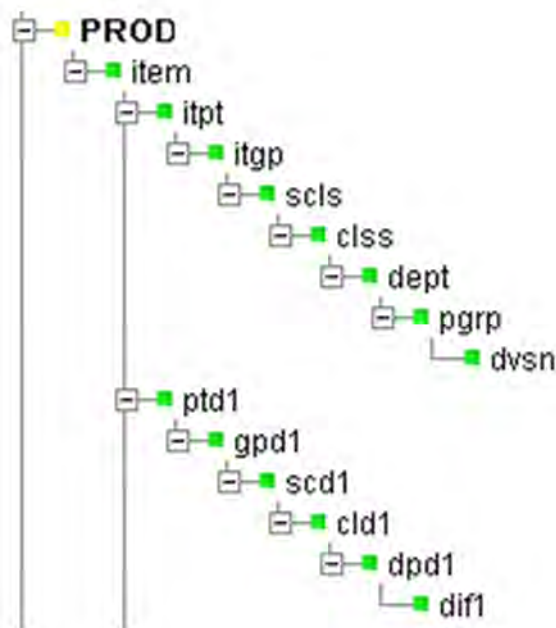 PROD
item
itpt
itgp
scls
clss
dept
pgrp
dvsn
ptd1
gpd1
scd1
cld1
dpd1
dif1